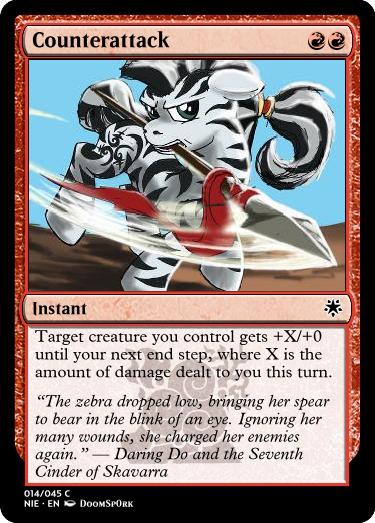 Counterattack
Instant
Target creature you control gets +X/+0
until your next end step, where X is the
amount of damage dealt to you this turn.
"The zebra dropped low, bringing her spear
to bear in the blink of an eye. Ignoring her
many wounds, she charged her enemies
again." — Daring Do and the Seventh
Cinder of Skavarra
014/045 C
NIE • EN DoomSp0rk